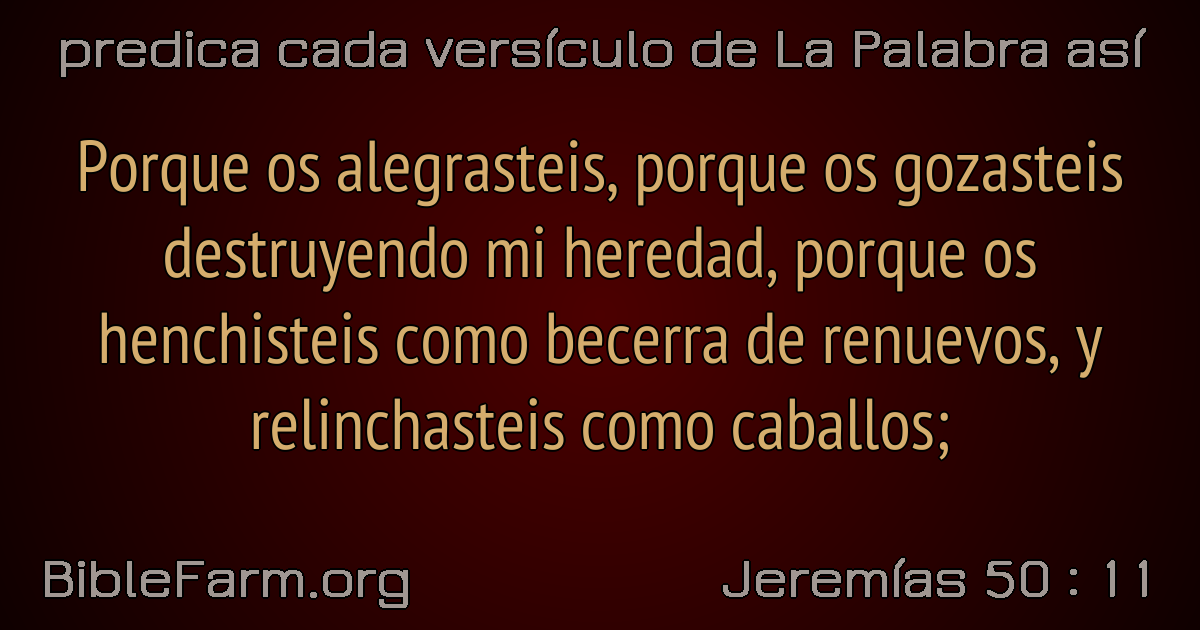 predica cada versículo de La Palabra así
Porque os alegrasteis, porque os gozasteis
destruyendo mi heredad, porque os
henchisteis como becerra de renuevos, y
relinchasteis como caballos;
BibleFarm.org
Jeremías 50 : 11